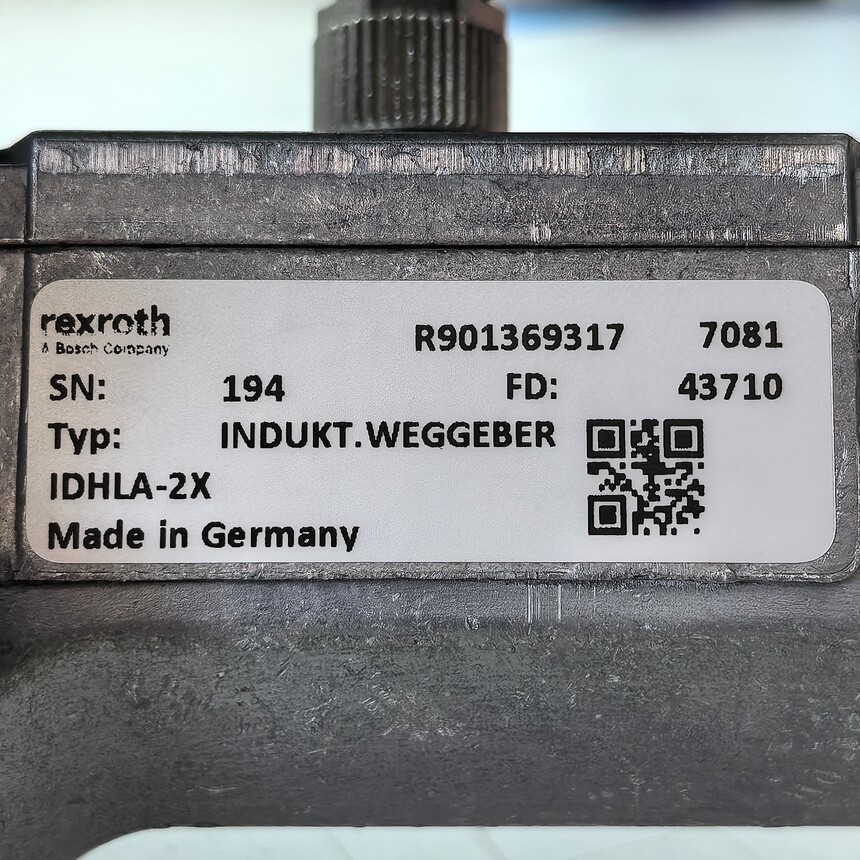 rexroth
A Bosch Company
R901369317 7081
SN: 194 FD: 43710
Typ: INDUKT.WEGGEBER
IDHLA-2X
Made in Germany